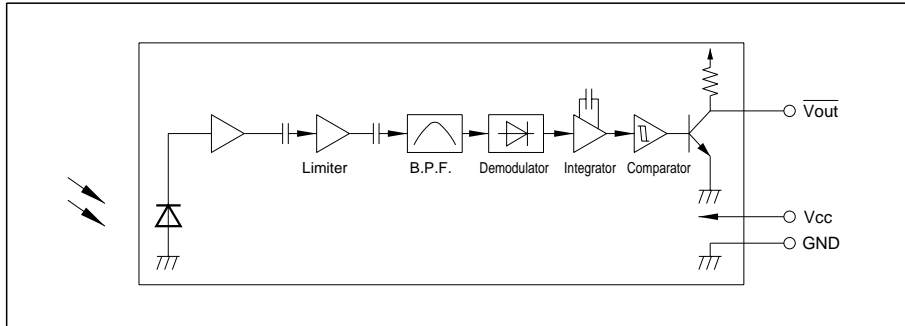 Vout
Limiter
B.P.F.
Demodulator
Integrator
Comparator
Vcc
GND